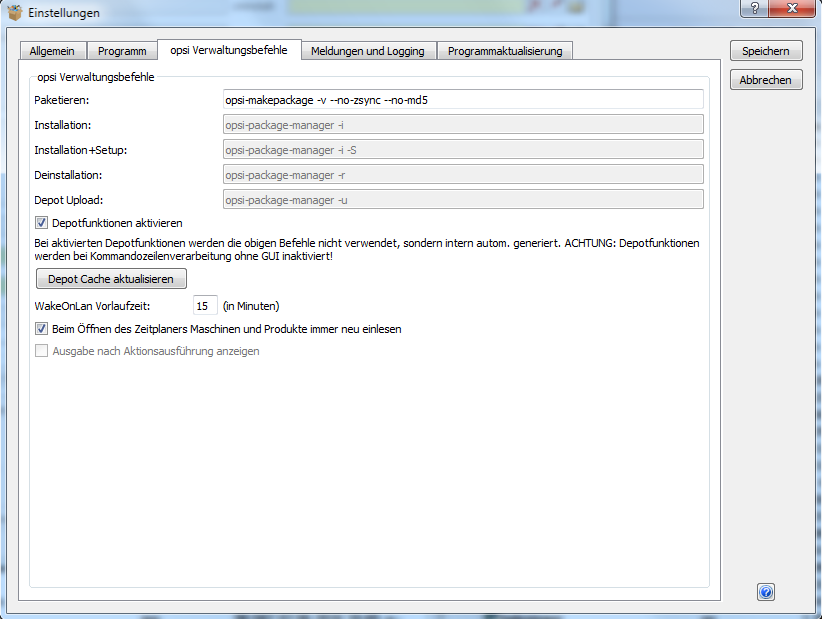 Einstellungen
?
Allgemein
Programm
opsi Verwaltungsbefehle
Meldungen und Logging
Programmaktualisierung
Speichern
Abbrechen
opsi Verwaltungsbefehle
Paketieren: opsi-makepackage -v --no-zsync --no-md5
Installation: opsi-package-manager -i
Installation+Setup: opsi-package-manager -i -S
Deinstallation: opsi-package-manager -r
Depot Upload: opsi-package-manager -u
Depotfunktionen aktivieren
Bei aktivierten Depotfunktionen werden die obigen Befehle nicht verwendet, sondern intern autom. generiert. ACHTUNG: Depotfunktionen
werden bei Kommandozeilenverarbeitung ohne GUI inaktiviert!
Depot Cache aktualisieren
WakeOnLan Vorlaufzeit: 15 (in Minuten)
Beim Öffnen des Zeitplaners Maschinen und Produkte immer neu einlesen
Ausgabe nach Aktionsausführung anzeigen
?